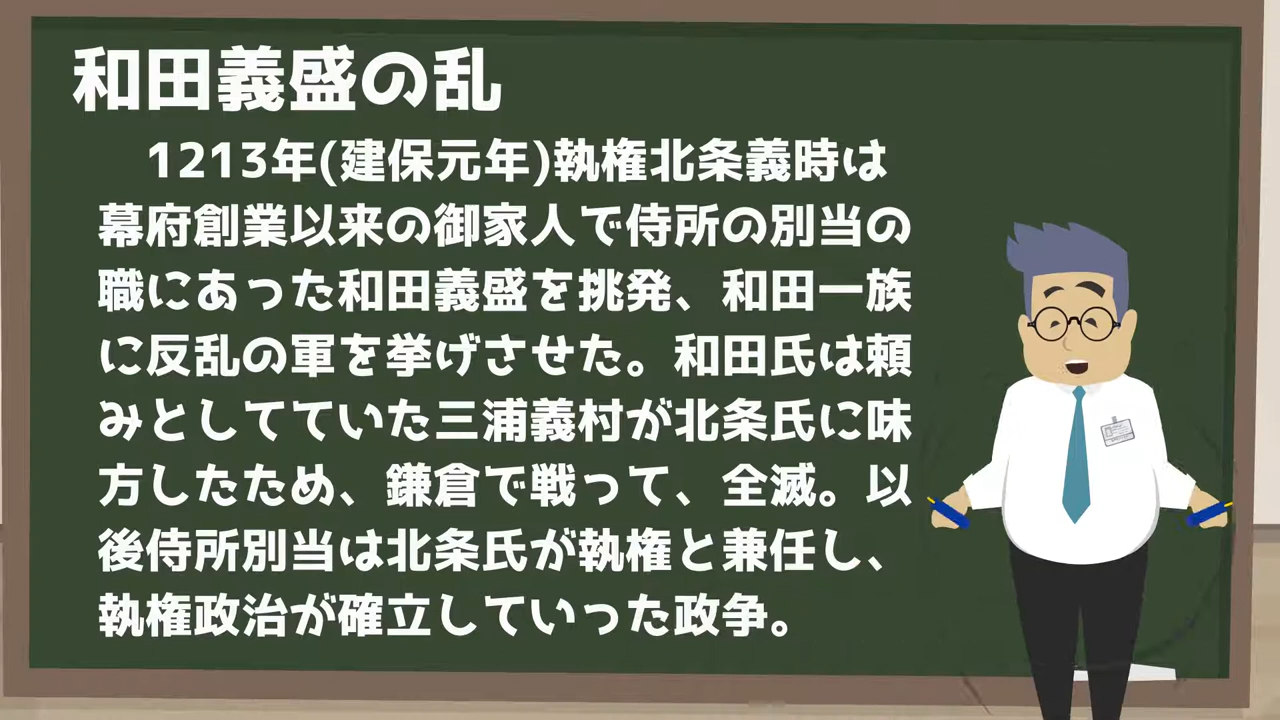 和田義盛の乱
1213年(建保元年)執権北条義時は
幕府創業以来の御家人で侍所の別当の
職にあった和田義盛を挑発、和田一族
に反乱の軍を挙げさせた。和田氏は頼
みとしてていた三浦義村が北条氏に味
方したため、鎌倉で戦って、全滅。以
後侍所別当は北条氏が執権と兼任し、
執権政治が確立していった政争。